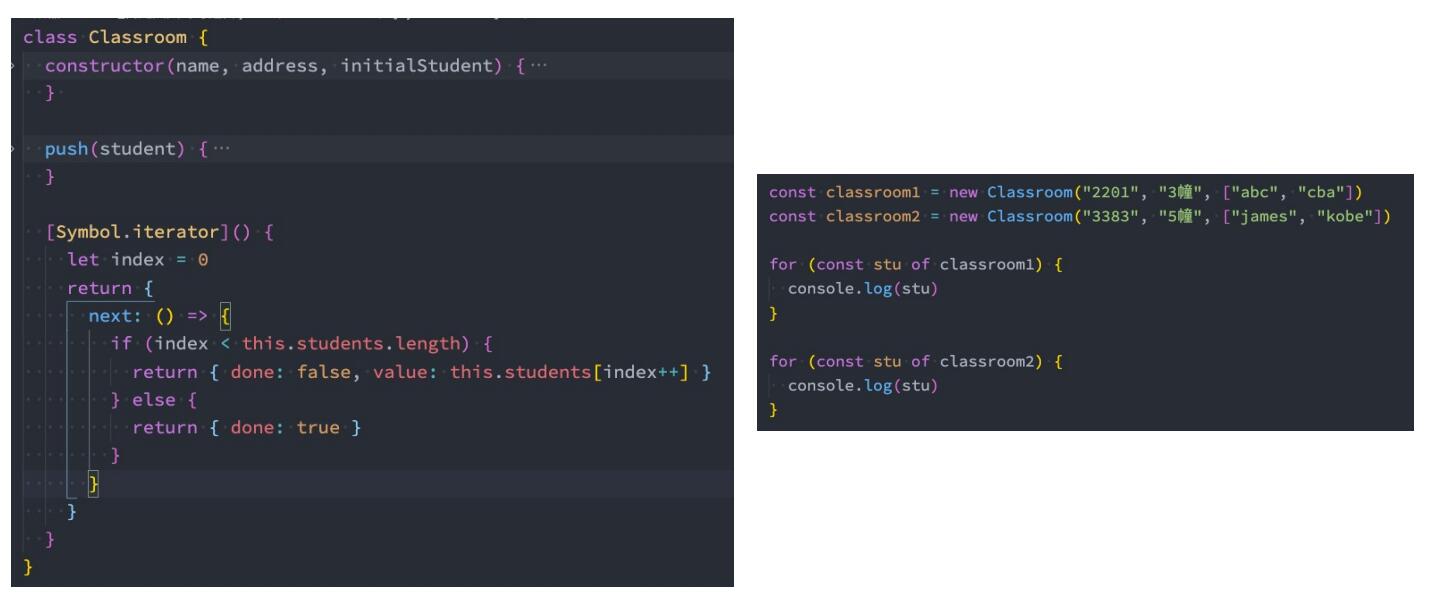 class Classroom {
constructor(name, address, initialStudent) { ···
}
push(student) { ···
}
[Symbol.iterator]() {
let index = 0
return {
next: () => {
if (index < this.students.length) {
return { done: false, value: this.students[index++] }
} else {
return { done: true }
}
}
}
}
}
const classroom1 = new Classroom("2201", "3幢", ["abc", "cba"])
const classroom2 = new Classroom("3383", "5幢", ["james", "kobe"])
for (const stu of classroom1) {
console.log(stu)
}
for (const stu of classroom2) {
console.log(stu)
}